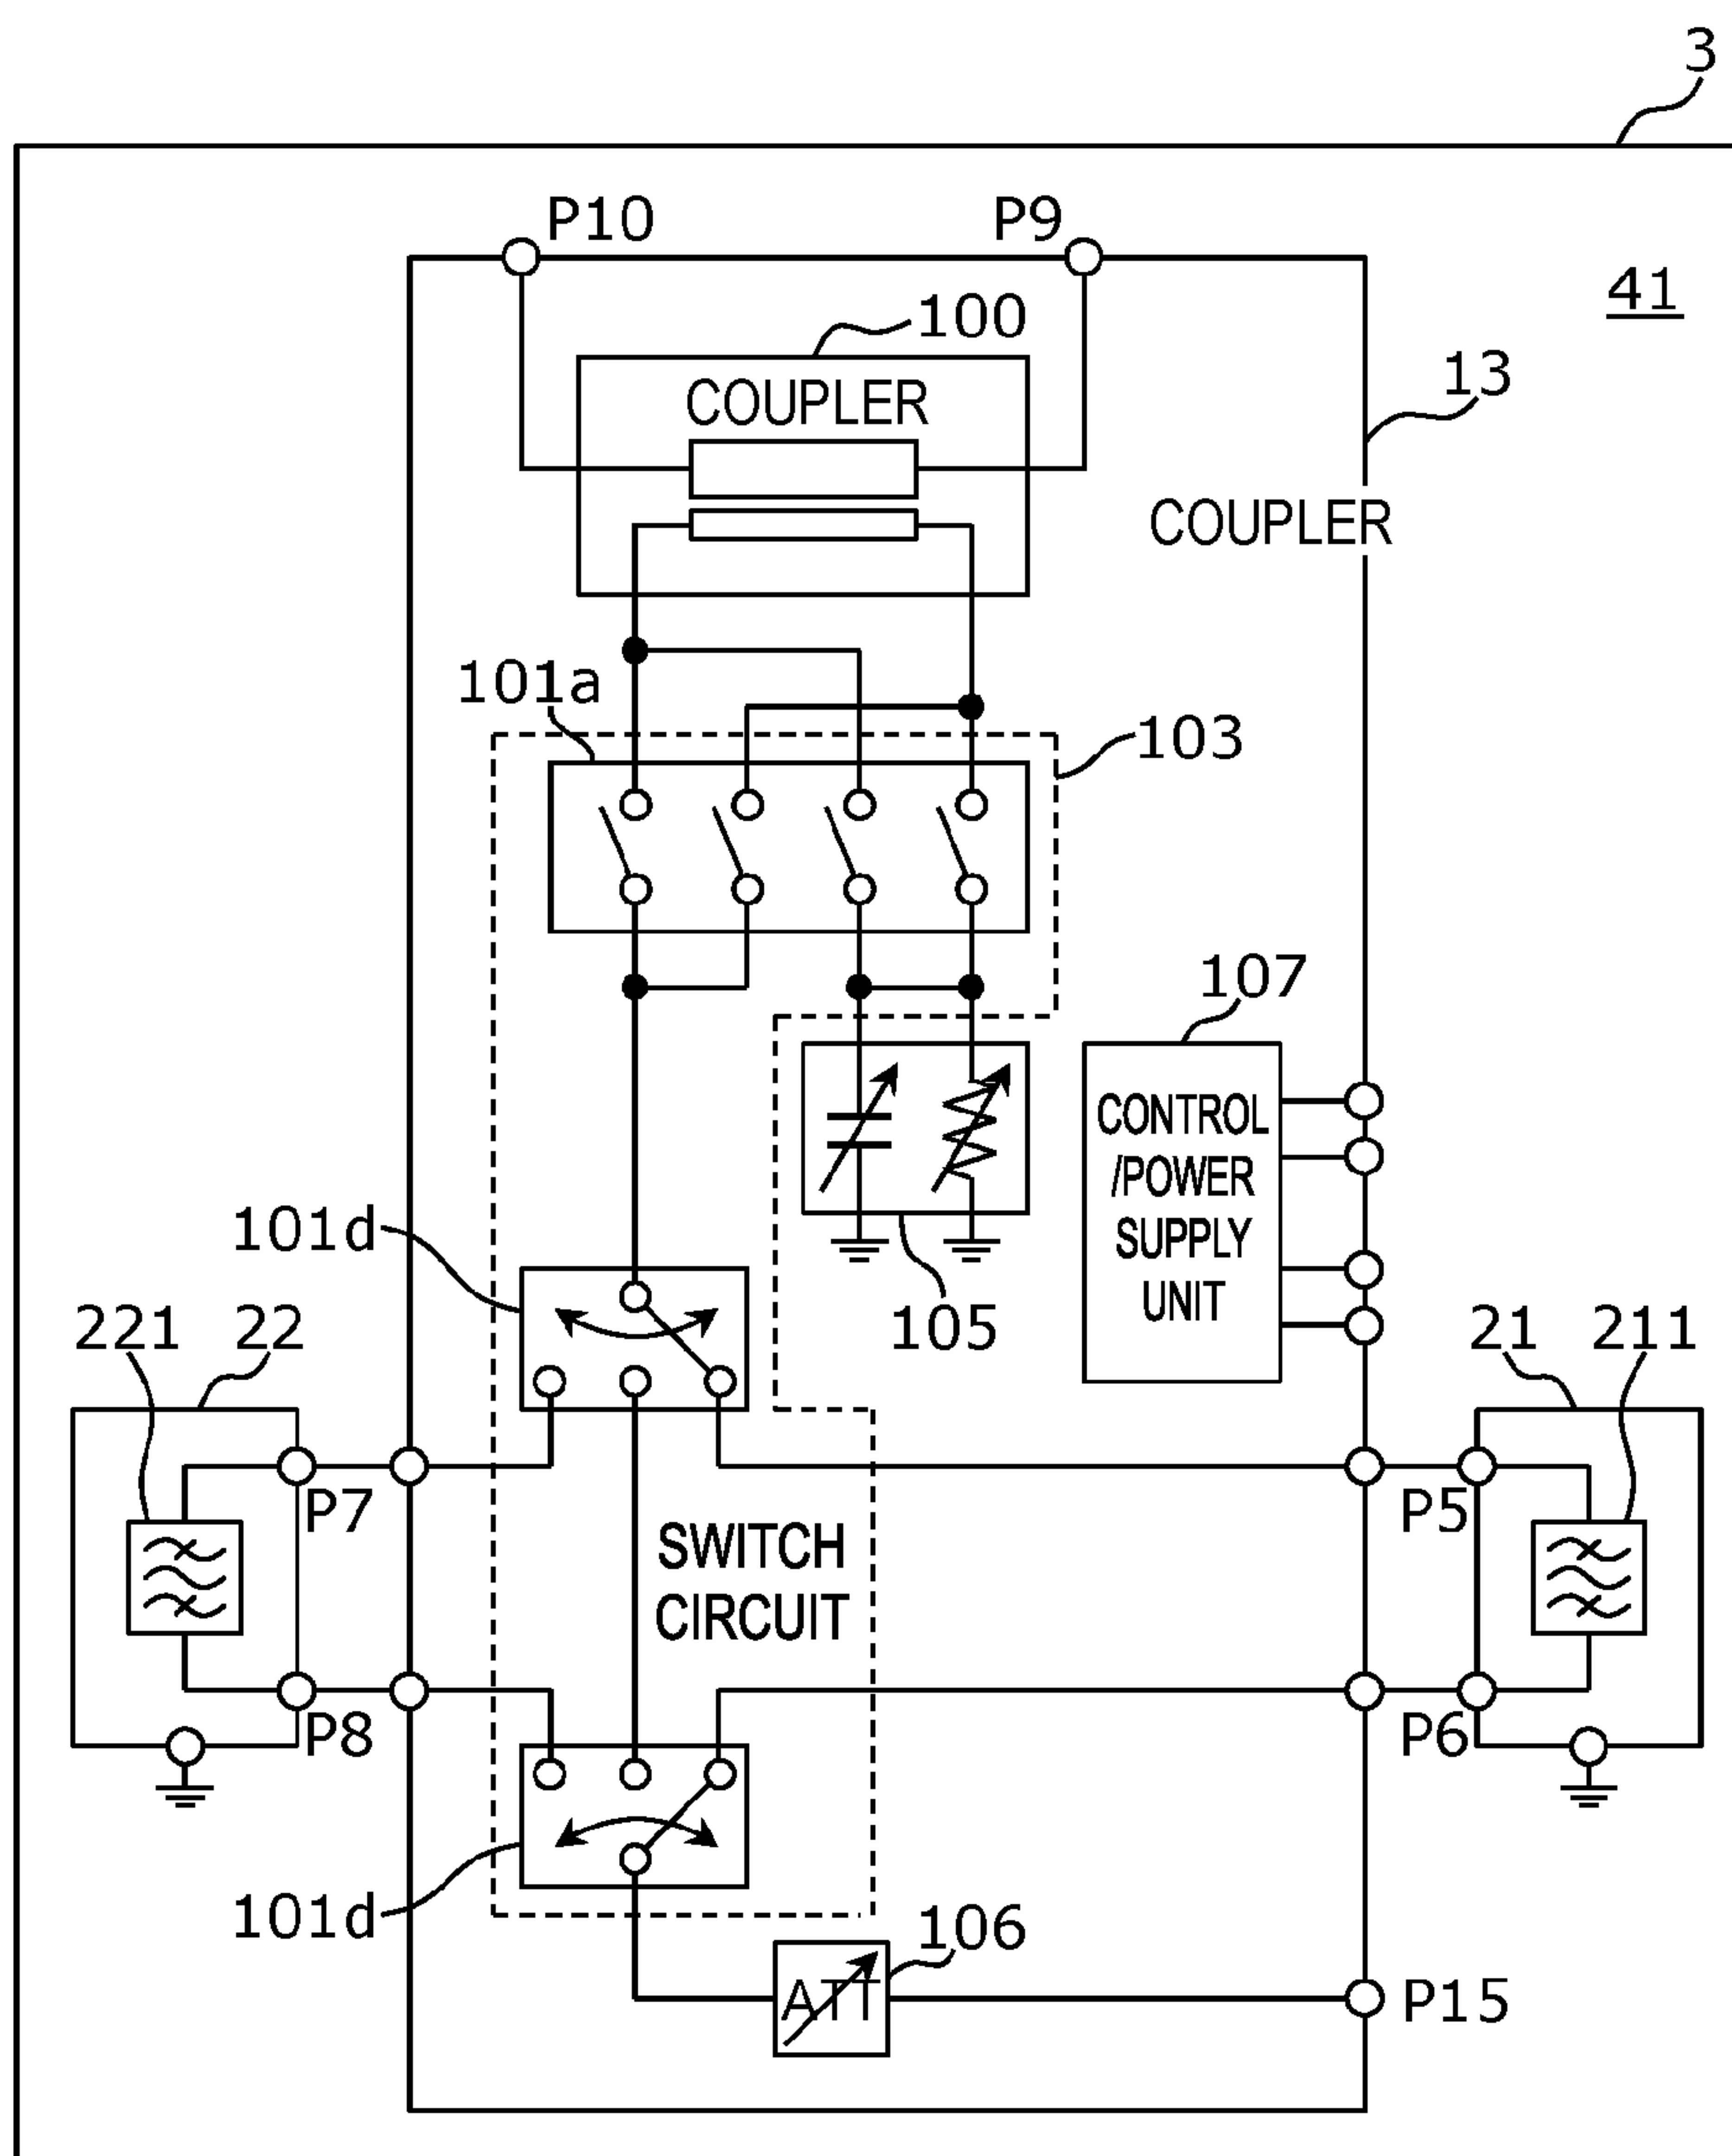 3
P10
P9
41
100
COUPLER
13
COUPLER
101a
103
107
CONTROL
/POWER
SUPPLY
UNIT
101d
105
221
22
21
211
P7
P5
SWITCH
CIRCUIT
P8
P6
101d
106
ATT
P15